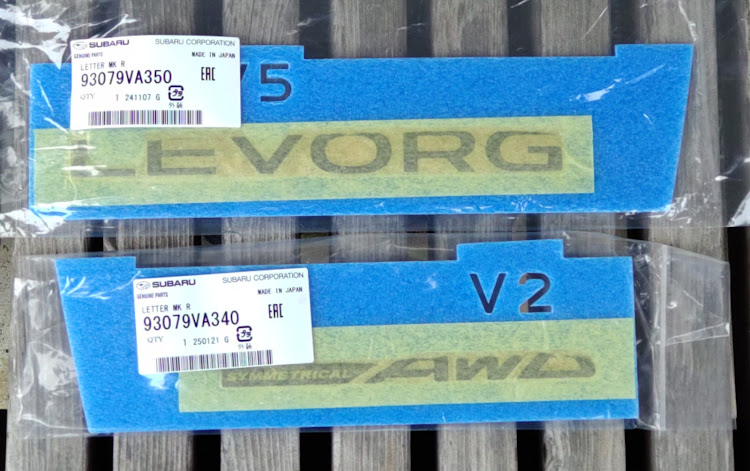 SUBARU SUBARU CORPORATION
GENUINE PARTS MADE IN JAPAN
LETTER MK R
93079VA350 EAC
QTY 1 241107 G
5
LEVORG
SUBARU SUBARU CORPORATION
GENUINE PARTS MADE IN JAPAN
LETTER MK R
93079VA340 EAC
QTY 1 250121 G
V2
SYMMETRICAL AWD